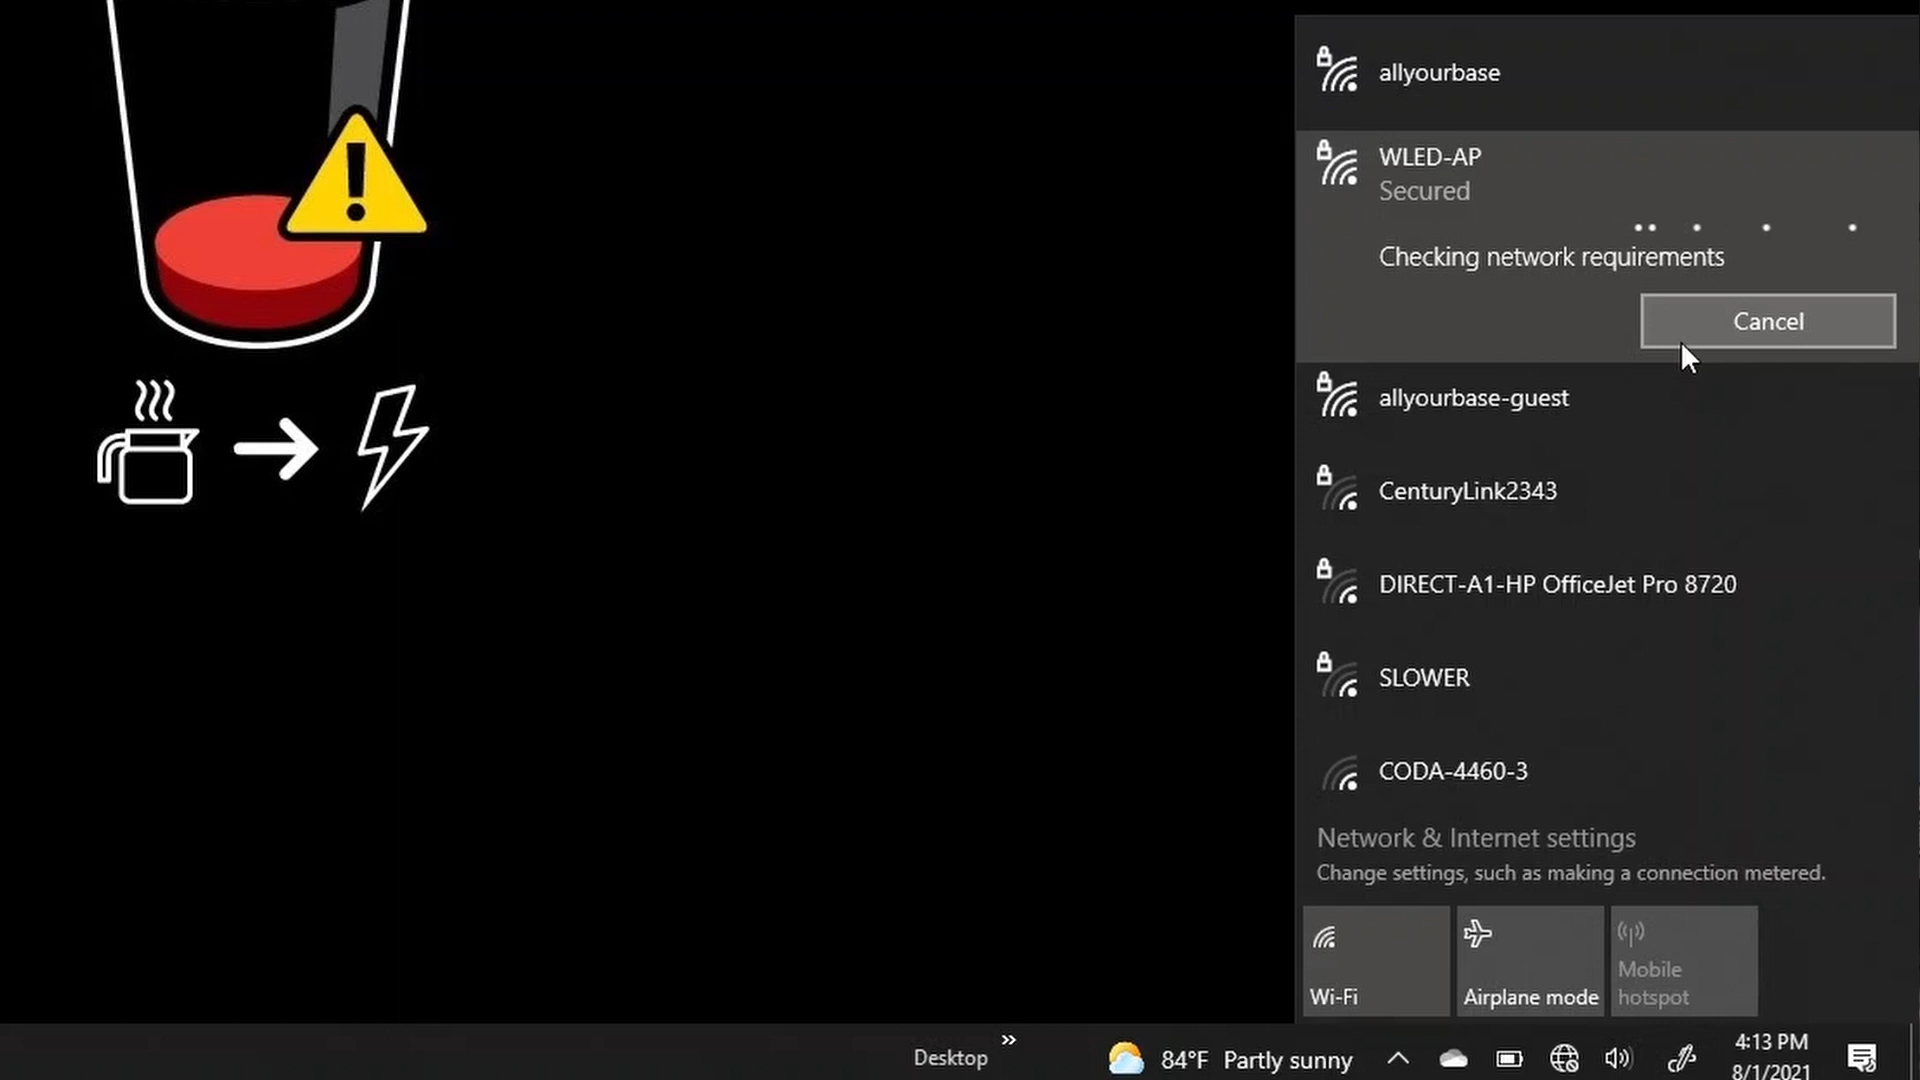 allyourbase
WLED-AP
Secured
Checking network requirements
Cancel
allyourbase-guest
CenturyLink2343
DIRECT-A1-HP OfficeJet Pro 8720
SLOWER
CODA-4460-3
Network & Internet settings
Change settings, such as making a connection metered.
Wi-Fi
Airplane mode
Mobile
hotspot
Desktop
»
84°F Partly sunny
4:13 PM
8/1/2021